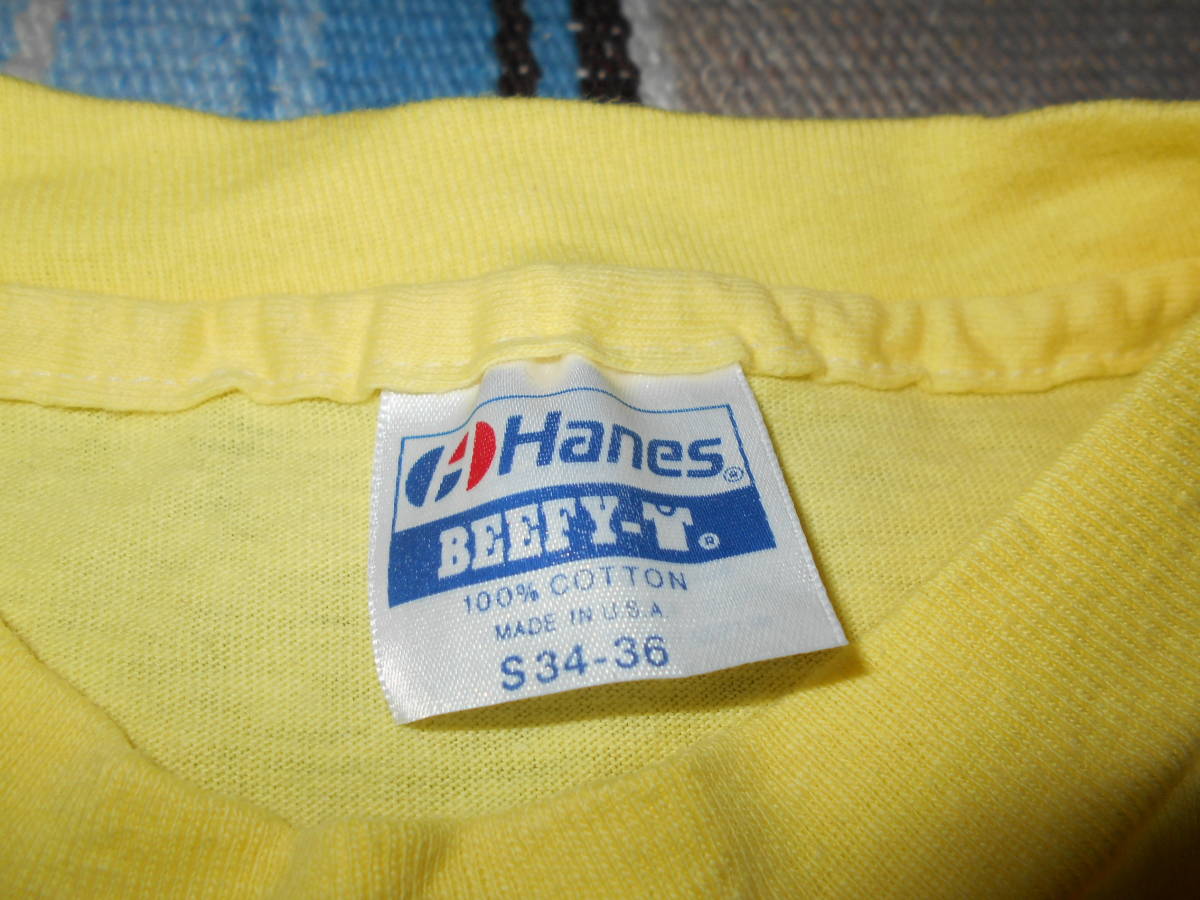 Hanes®
BEEFY-T®
100% COTTON
MADE IN U.S.A.
S 34-36